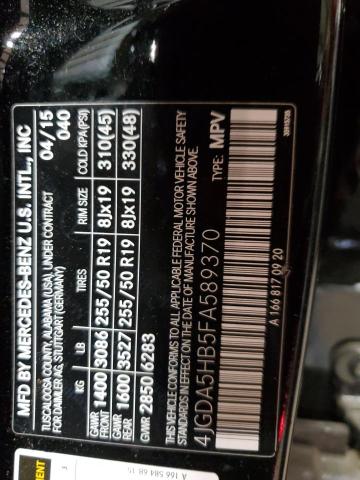 MFD BY MERCEDES-BENZ U.S. INTL., INC
TUSCALOOSA COUNTY, ALABAMA (USA), UNDER CONTRACT 04/15
FOR DAIMLER AG, STUTTGART (GERMANY) 040
KG LB TIRES RIM SIZE COLD KPA(PSI)
GAWR FRONT 1400 3086 255/50 R19 8Jx19 310(45)
GAWR REAR 1600 3527 255/50 R19 8Jx19 330(48)
GVWR 2850 6283
THIS VEHICLE CONFORMS TO ALL APPLICABLE FEDERAL MOTOR VEHICLE SAFETY
STANDARDS IN EFFECT ON THE DATE OF MANUFACTURE SHOWN ABOVE.
4JGDA5HB5FA589370 TYPE: MPV
A 166 817 09 20
A 166 584 68 15